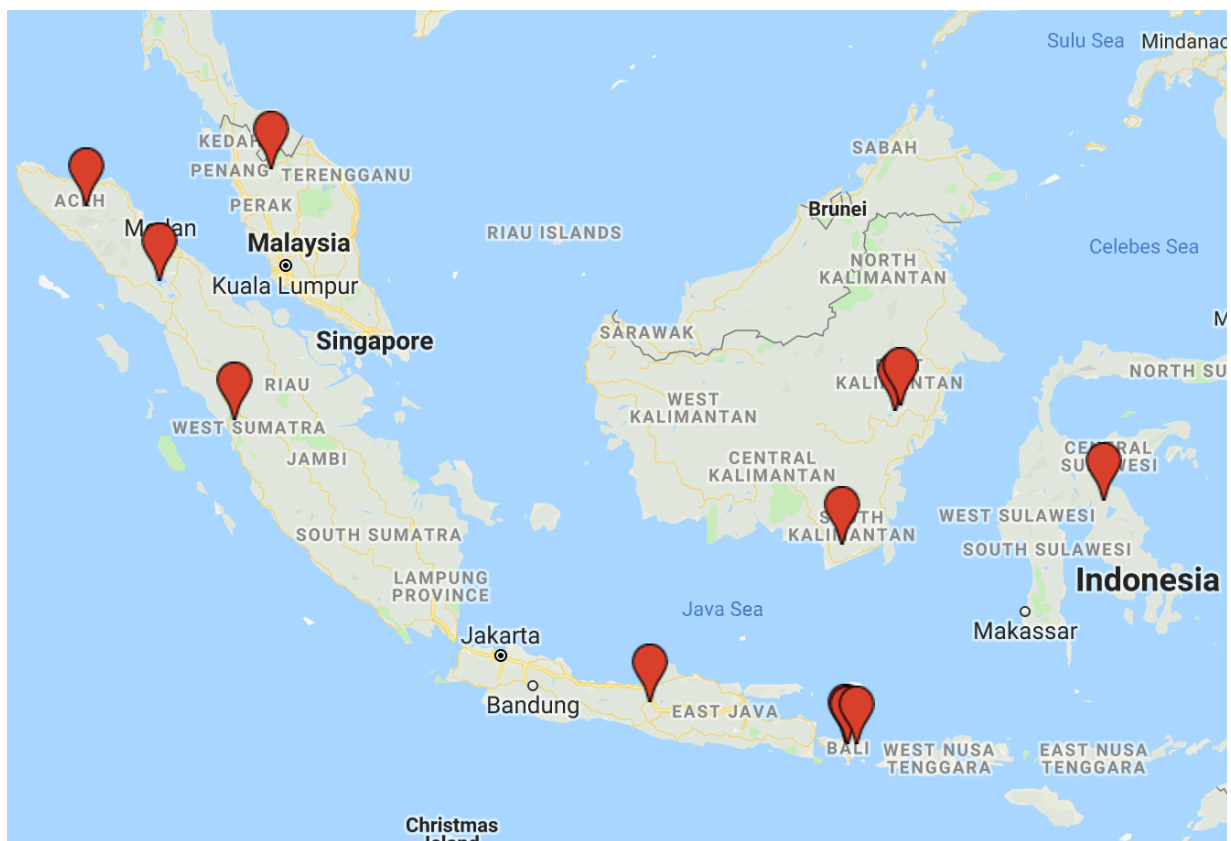 Sulu Sea
Mindanao
KEDAH
PENANG
TERENGGANU
SABAH
ACEH
PERAK
Brunei
Malaysia
RIAU ISLANDS
Celebes Sea
NORTH
KALIMANTAN
Kuala Lumpur
SARAWAK
Singapore
RIAU
KALIMANTAN
NORTH SU
WEST
KALIMANTAN
WEST SUMATRA
JAMBI
CENTRAL
KALIMANTAN
WEST SULAWESI
KALIMANTAN
SOUTH SUMATRA
SOUTH SULAWESI
LAMPUNG
PROVINCE
Indonesia
Java Sea
Makassar
Jakarta
Bandung
EAST JAVA
BALI
WEST NUSA
TENGGARA
EAST NUSA
TENGGARA
Christmas